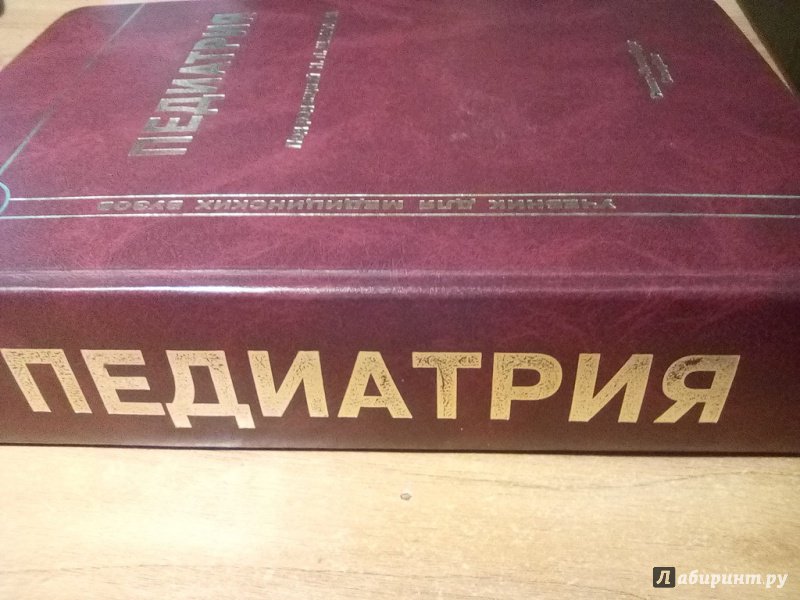 ПЕДИАТРИЯ
УЧЕБНИК ДЛЯ МЕДИЦИНСКИХ ВУЗОВ
ПЕДИАТРИЯ
Лабиринт.ру